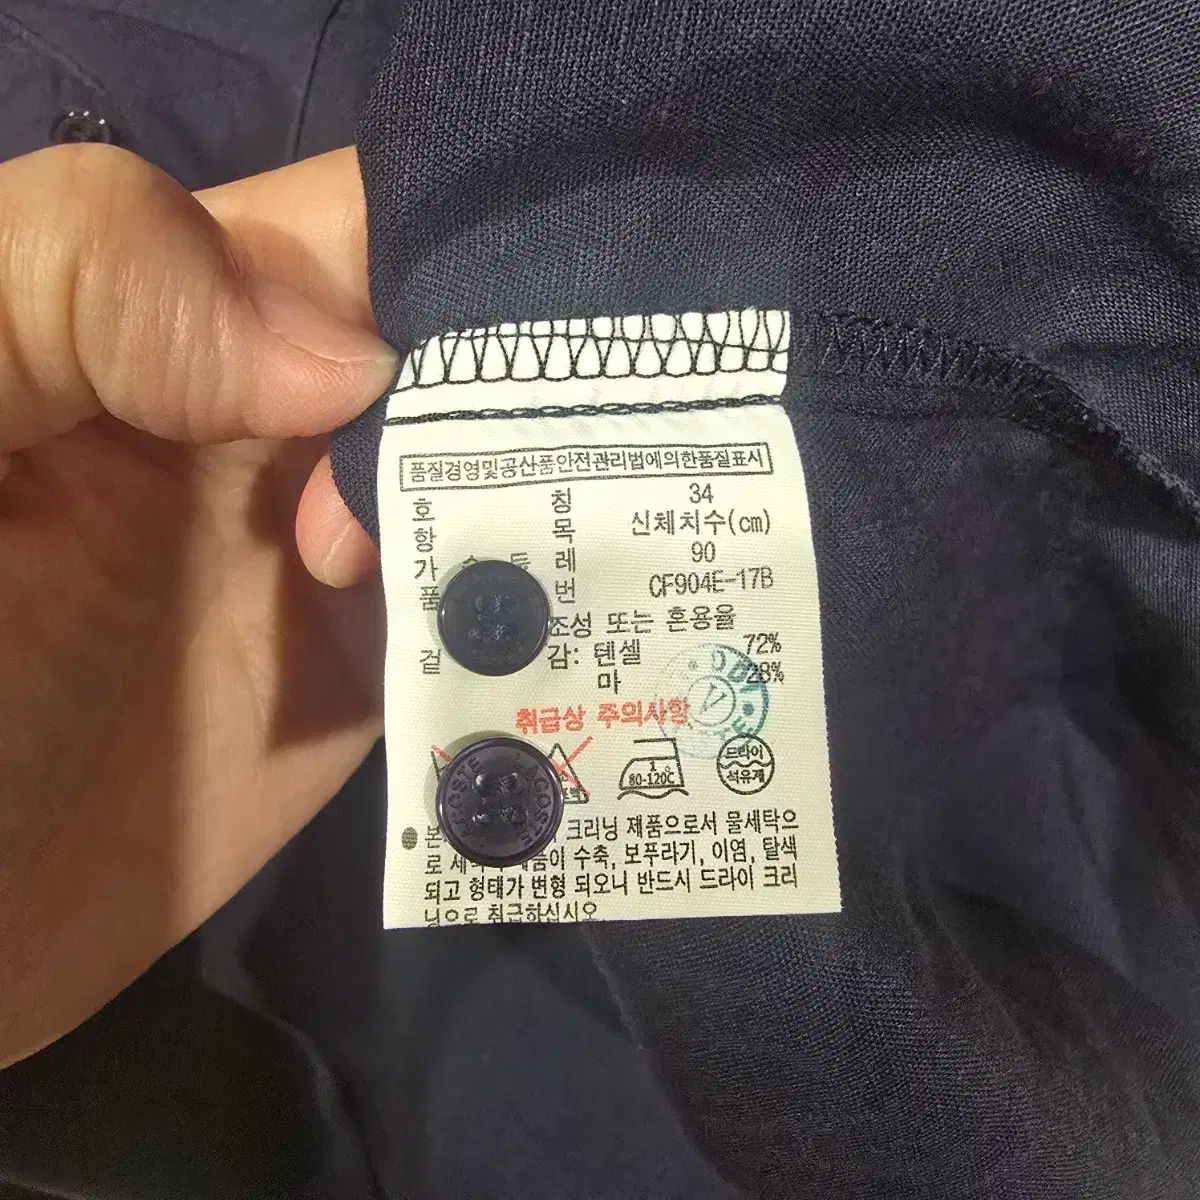 품질경영및공산품안전관리법에의한품질표시
호 칭 34
항 목 신체치수(cm)
가 슴 둘 레 90
품 번 CF904E-17B
조성 또는 혼용율
겉 감: 텐셀 72%
마 28%
취급상 주의사항
80-120℃
드라이
석유계
LACOSTE
LACOSTE
본 크리닝 제품으로서 물세탁으
로 수축, 보푸라기, 이염, 탈색
되고 형태가 변형 되오니 반드시 드라이 크리
닝으로 취급하십시오.